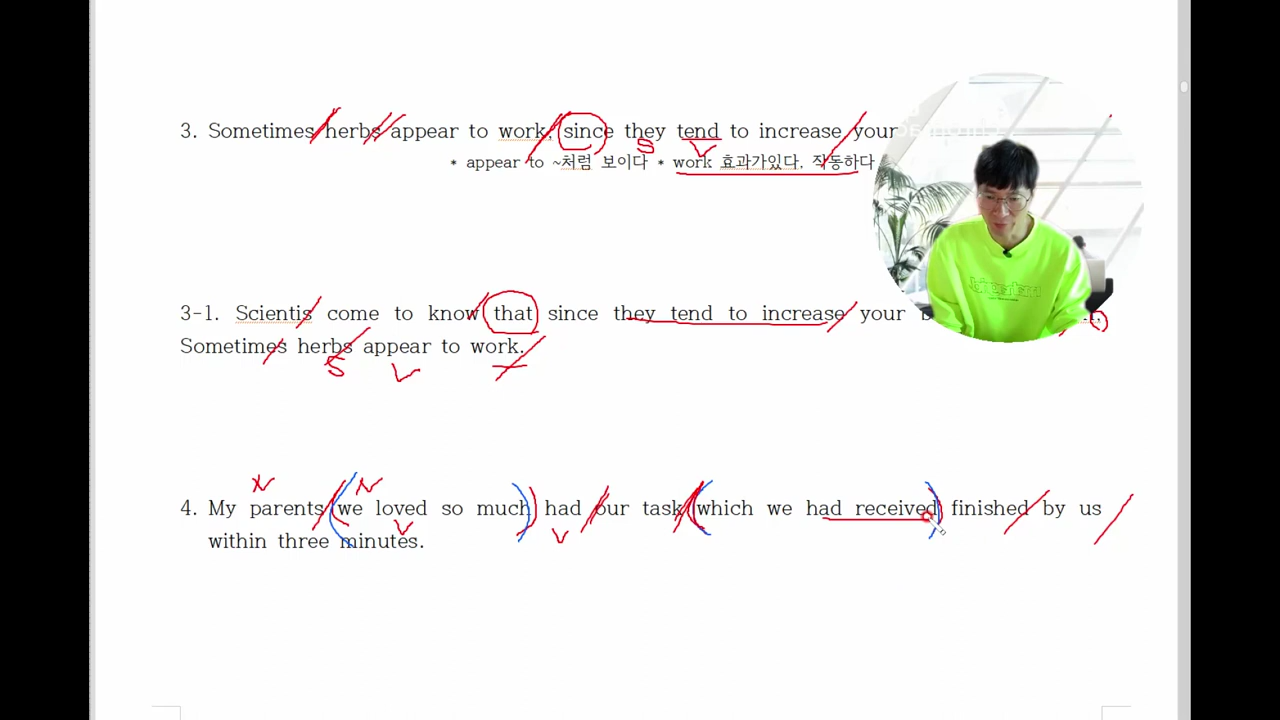 3. Sometimes herbs appear to work, since they tend to increase your
* appear to ~처럼 보이다 * work 효과가있다, 작동하다
3-1. Scientis come to know that since they tend to increase your
Sometimes herbs appear to work.
4. My parents we loved so much had our task which we had received finished by us
within three minutes.